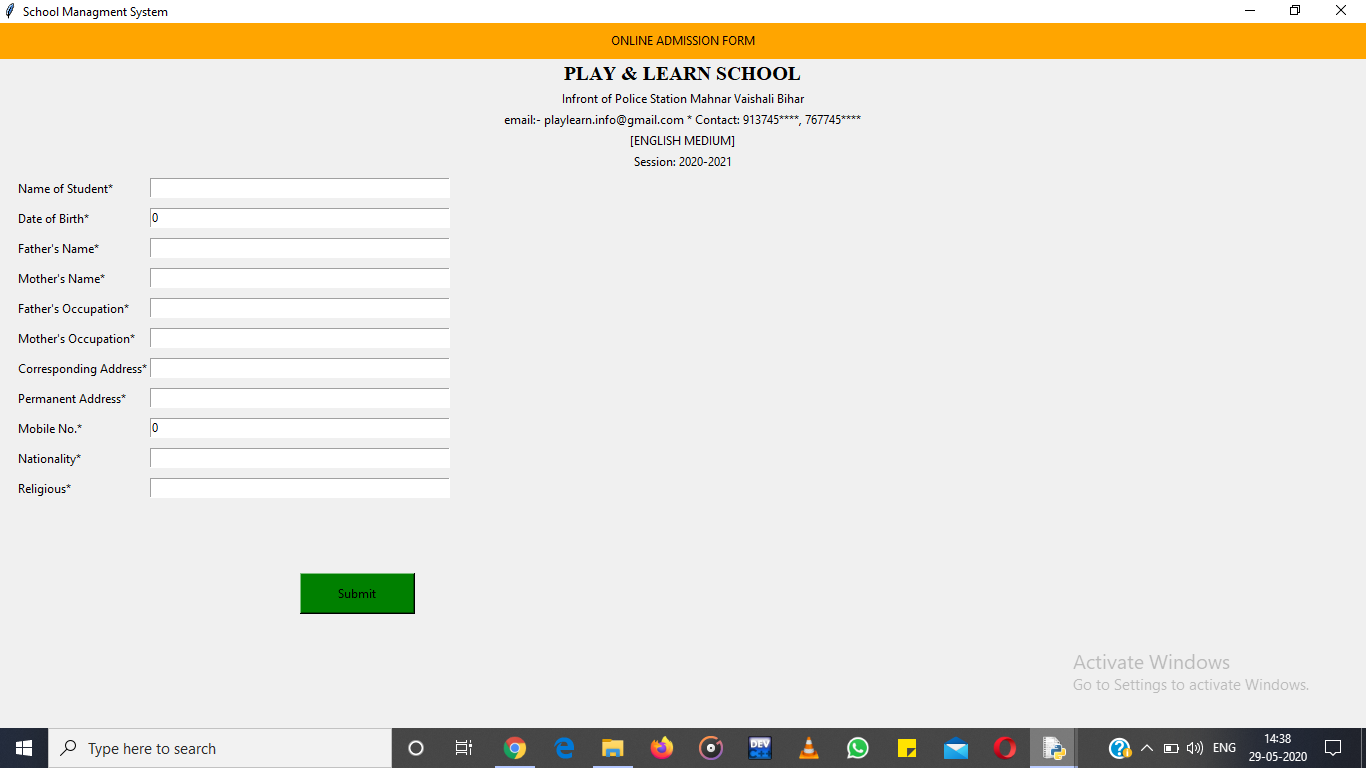 School Managment System
ONLINE ADMISSION FORM
PLAY & LEARN SCHOOL
Infront of Police Station Mahnar Vaishali Bihar
email:- playlearn.info@gmail.com * Contact: 913745****, 767745****
[ENGLISH MEDIUM]
Session: 2020-2021
Name of Student*
Date of Birth* 0
Father's Name*
Mother's Name*
Father's Occupation*
Mother's Occupation*
Corresponding Address*
Permanent Address*
Mobile No.* 0
Nationality*
Religious*
Submit
Activate Windows
Go to Settings to activate Windows.
Type here to search
DEV
ENG
14:38
29-05-2020